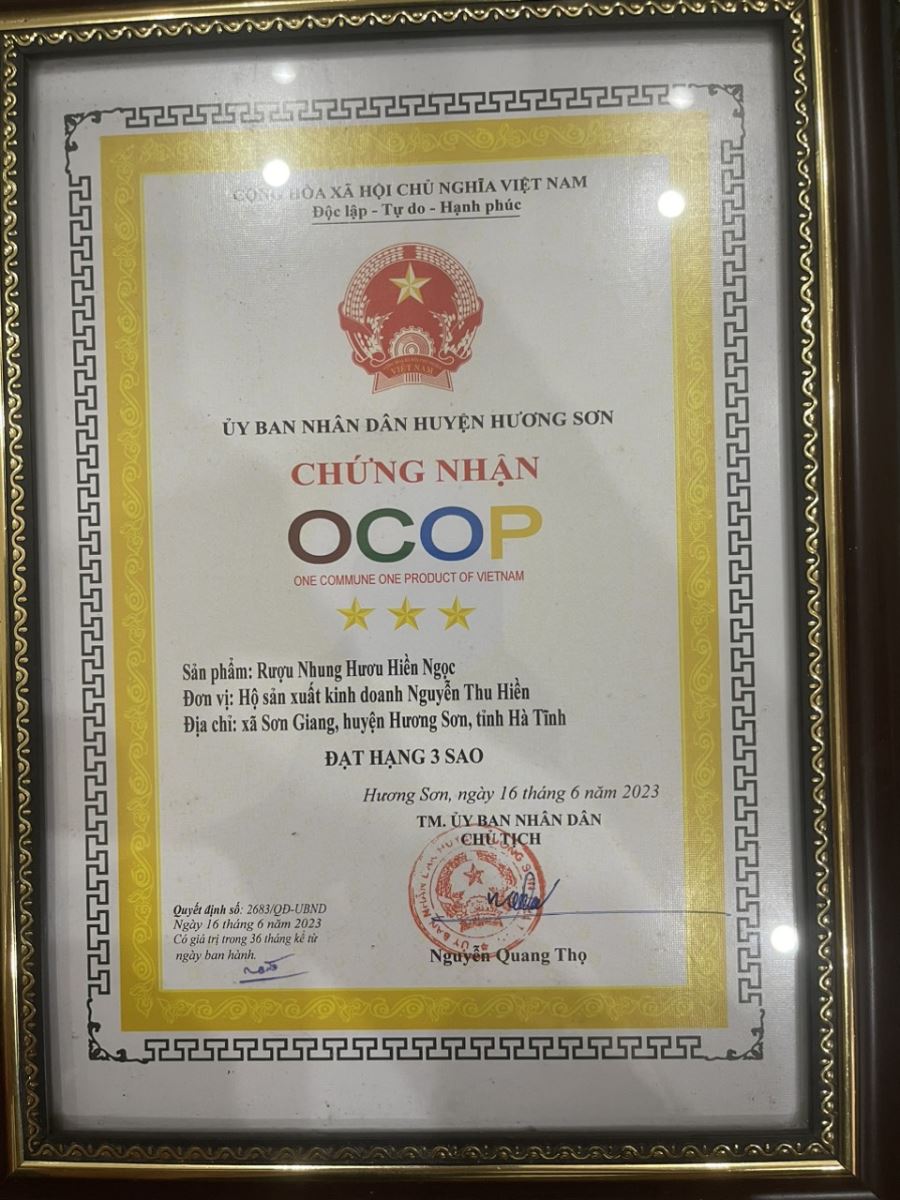 CỘNG HÒA XÃ HỘI CHỦ NGHĨA VIỆT NAM
Độc lập - Tự do - Hạnh phúc
VIỆT NAM
ỦY BAN NHÂN DÂN HUYỆN HƯƠNG SƠN
CHỨNG NHẬN
OCOP
ONE COMMUNE ONE PRODUCT OF VIETNAM
Sản phẩm: Rượu Nhung Hươu Hiền Ngọc
Đơn vị: Hộ sản xuất kinh doanh Nguyễn Thu Hiền
Địa chỉ: xã Sơn Giang, huyện Hương Sơn, tỉnh Hà Tĩnh
ĐẠT HẠNG 3 SAO
Hương Sơn, ngày 16 tháng 6 năm 2023
TM. ỦY BAN NHÂN DÂN
CHỦ TỊCH
Quyết định số: 2683/QĐ-UBND
Ngày 16 tháng 6 năm 2023
Có giá trị trong 36 tháng kể từ
ngày ban hành.
Nguyễn Quang Thọ